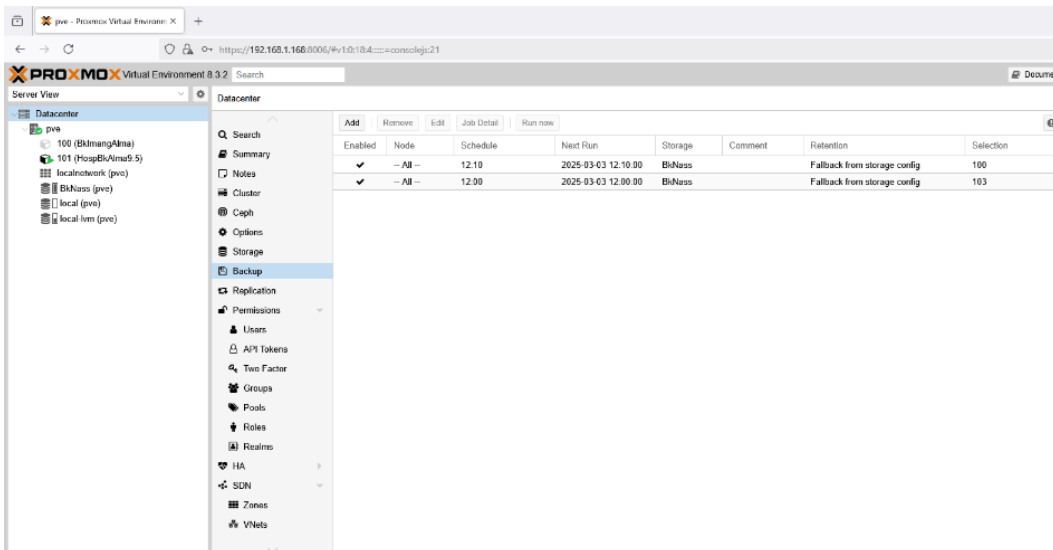 pve - Proxmox Virtual Environm
https://192.168.1.168:8006/#v1:0:18:4:::::=consolejs:21
PROXMOX Virtual Environment 8.3.2 Search
Server View
Datacenter
pve
100 (BkImangAlma)
101 (HospBkAlma9.5)
localnetwork (pve)
BkNass (pve)
local (pve)
local-lvm (pve)
Datacenter
Search
Summary
Notes
Cluster
Ceph
Options
Storage
Backup
Replication
Permissions
Users
API Tokens
Two Factor
Groups
Pools
Roles
Realms
HA
SDN
Zones
VNets
Add Remove Edit Job Detail Run now
Enabled Node Schedule Next Run Storage Comment Retention Selection
-- All -- 12:10 2025-03-03 12:10:00 BkNass Fallback from storage config 100
-- All -- 12:00 2025-03-03 12:00:00 BkNass Fallback from storage config 103